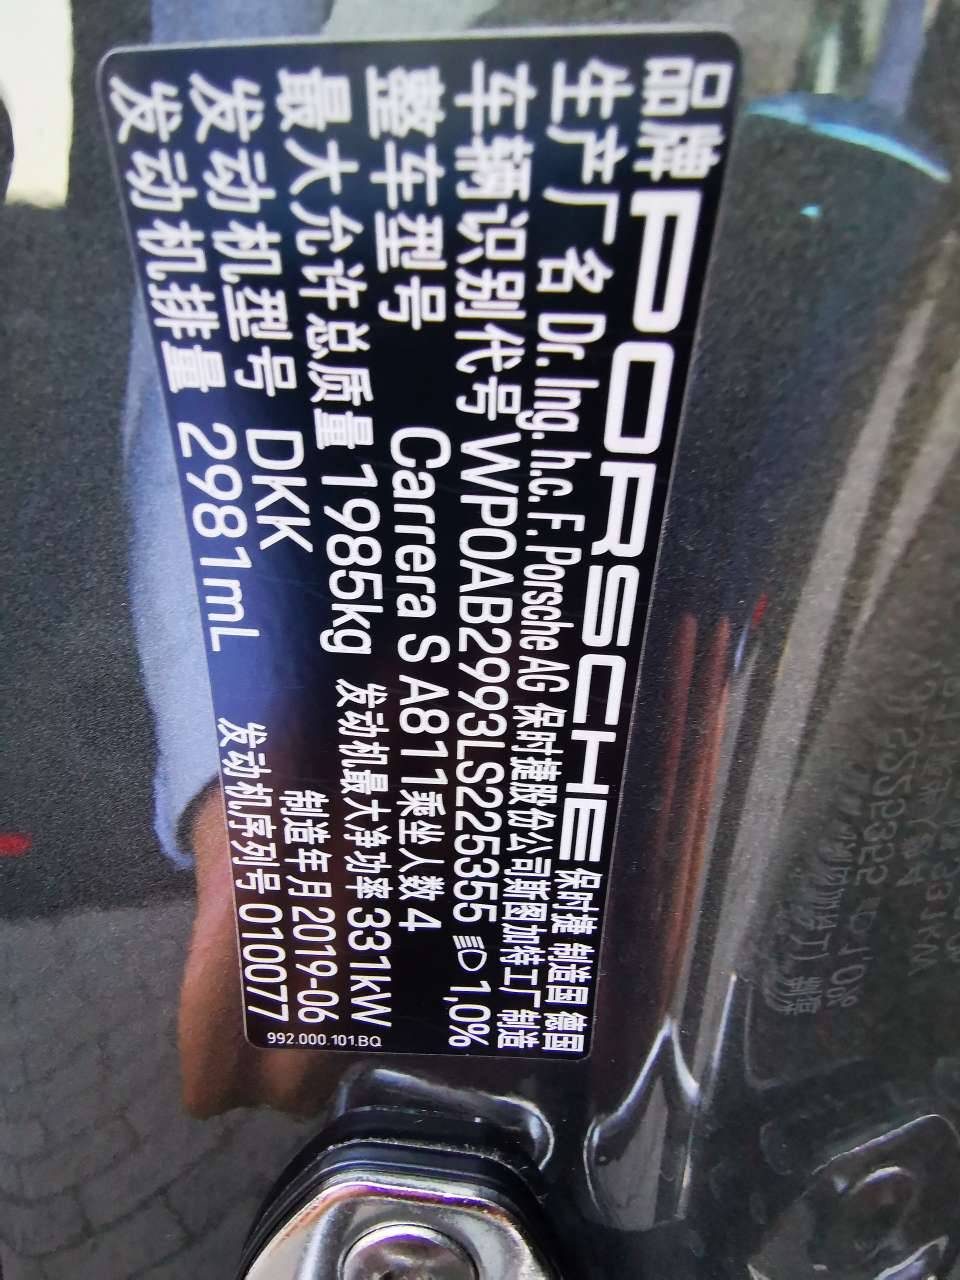 品牌 PORSCHE 保时捷 制造国 德国
生产厂名 Dr. Ing. h.c. F. Porsche AG 保时捷股份公司斯图加特工厂制造
车辆识别代号 WP0AB2993LS225355 1,0%
整车型号 Carrera S A811 乘坐人数 4
最大允许总质量 1985kg 发动机最大净功率 331kW
发动机型号 DKK 制造年月 2019-06
发动机排量 2981mL 发动机序列号 010077
992.000.101.BQ